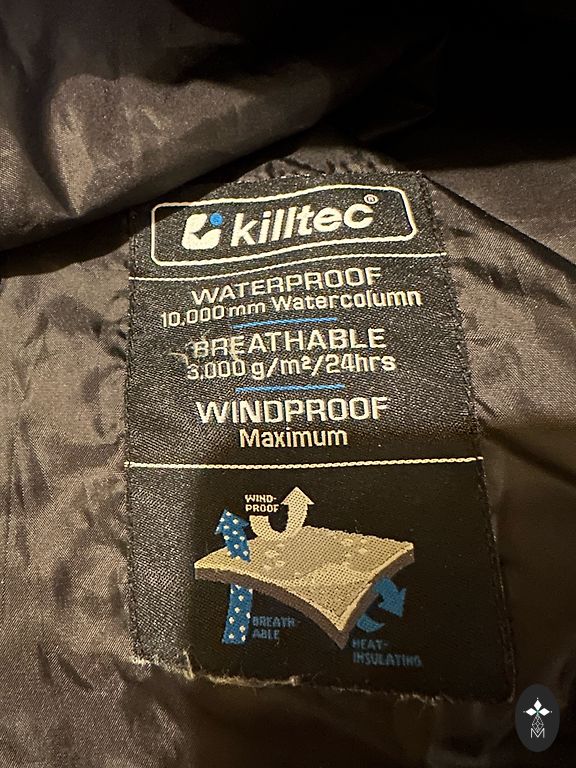 killtec®
WATERPROOF
10,000 mm Watercolumn
BREATHABLE
3.000 g/m²/24hrs
WINDPROOF
Maximum
WIND-
PROOF
BREATH-
ABLE
HEAT-
INSULATING
M